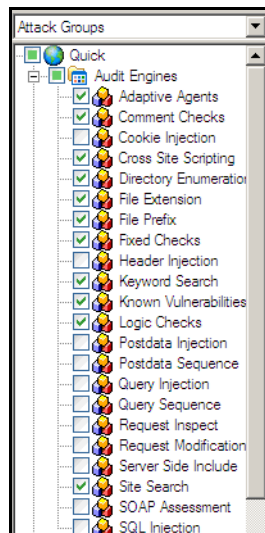 Attack Groups
Quick
Audit Engines
Adaptive Agents
Comment Checks
Cookie Injection
Cross Site Scripting
Directory Enumeration
File Extension
File Prefix
Fixed Checks
Header Injection
Keyword Search
Known Vulnerabilities
Logic Checks
Postdata Injection
Postdata Sequence
Query Injection
Query Sequence
Request Inspect
Request Modification
Server Side Include
Site Search
SOAP Assessment
SQL Injection